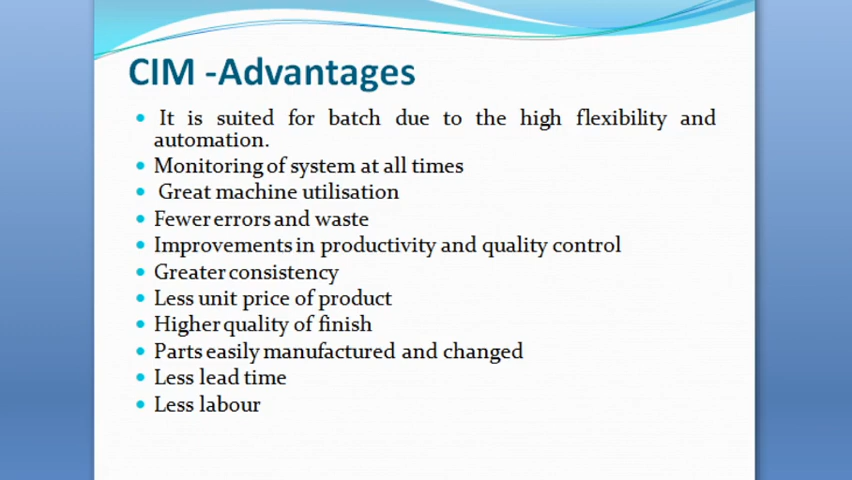 CIM -Advantages
• It is suited for batch due to the high flexibility and
automation.
• Monitoring of system at all times
• Great machine utilisation
• Fewer errors and waste
• Improvements in productivity and quality control
• Greater consistency
• Less unit price of product
• Higher quality of finish
• Parts easily manufactured and changed
• Less lead time
• Less labour